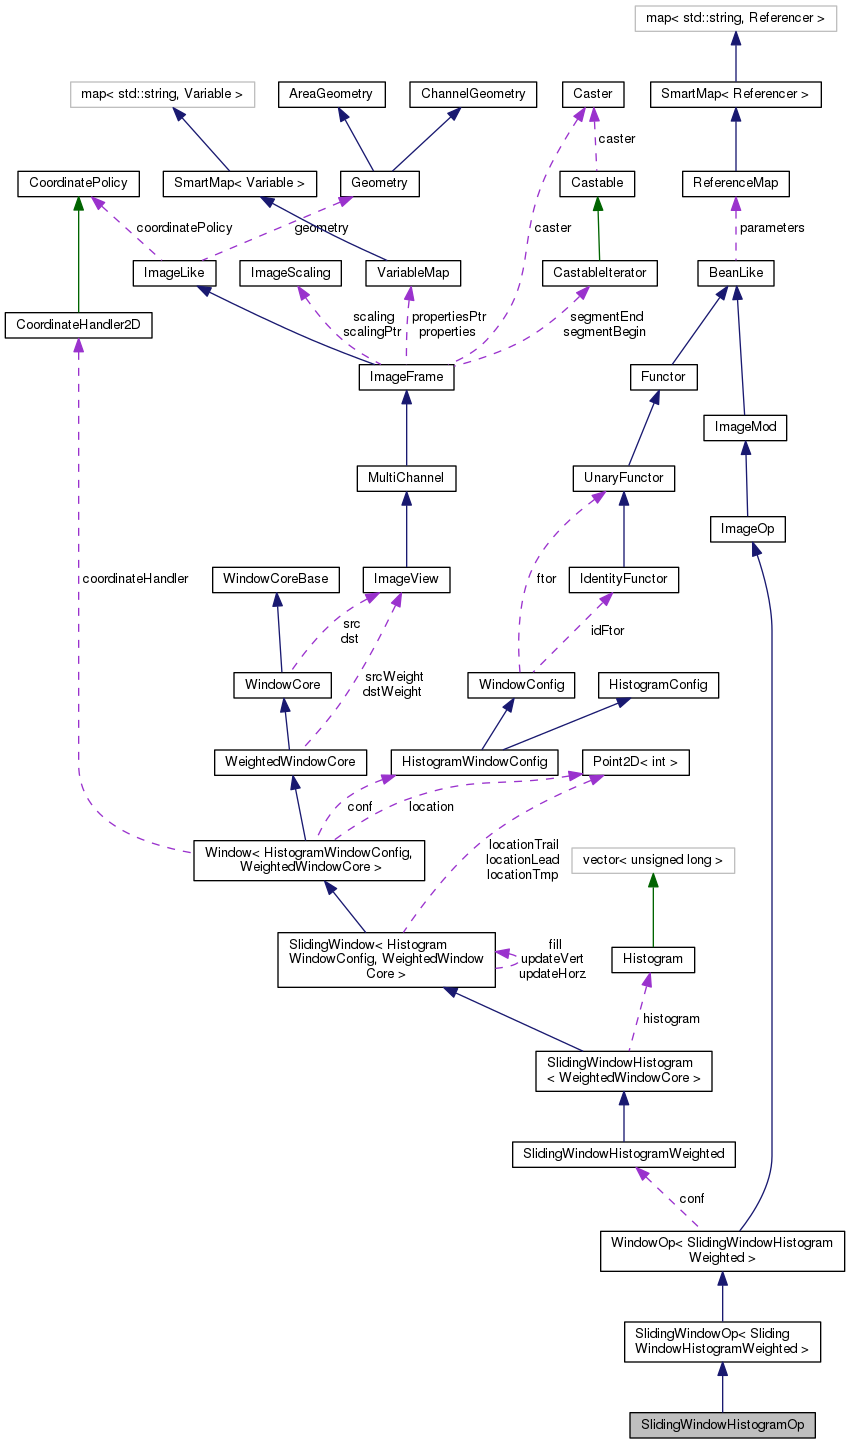 map< std::string, Referencer >
map< std::string, Variable >
AreaGeometry
ChannelGeometry
Caster
SmartMap< Referencer >
caster
CoordinatePolicy
SmartMap< Variable >
Geometry
Castable
ReferenceMap
coordinatePolicy
geometry
caster
parameters
ImageLike
ImageScaling
VariableMap
CastableIterator
BeanLike
CoordinateHandler2D
scaling
scalingPtr
propertiesPtr
properties
segmentEnd
segmentBegin
ImageFrame
Functor
ImageMod
MultiChannel
UnaryFunctor
ImageOp
coordinateHandler
WindowCoreBase
ImageView
ftor
IdentityFunctor
src
dst
idFtor
WindowCore
srcWeight
dstWeight
WindowConfig
HistogramConfig
WeightedWindowCore
HistogramWindowConfig
Point2D< int >
conf
location
Window< HistogramWindowConfig,
WeightedWindowCore >
locationTrail
locationLead
locationTmp
vector< unsigned long >
SlidingWindow< Histogram
WindowConfig, WeightedWindow
Core >
fill
updateVert
updateHorz
Histogram
histogram
SlidingWindowHistogram
< WeightedWindowCore >
SlidingWindowHistogramWeighted
conf
WindowOp< SlidingWindowHistogram
Weighted >
SlidingWindowOp< Sliding
WindowHistogramWeighted >
SlidingWindowHistogramOp